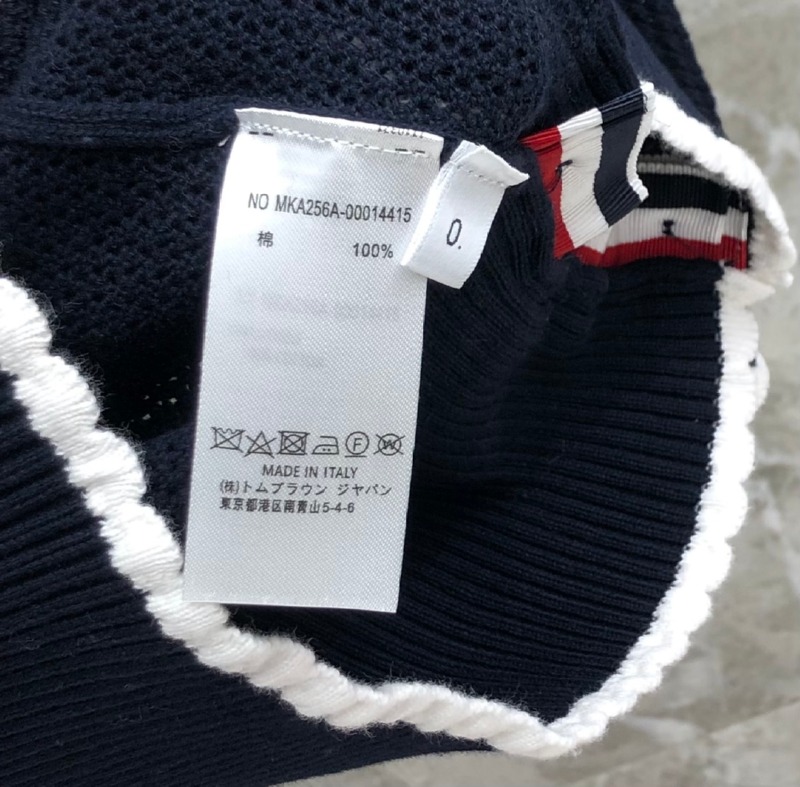 NO MKA256A-00014415
棉 100%
0.
P W
MADE IN ITALY
(株)トムブラウン ジャパン
東京都港区南青山5-4-6